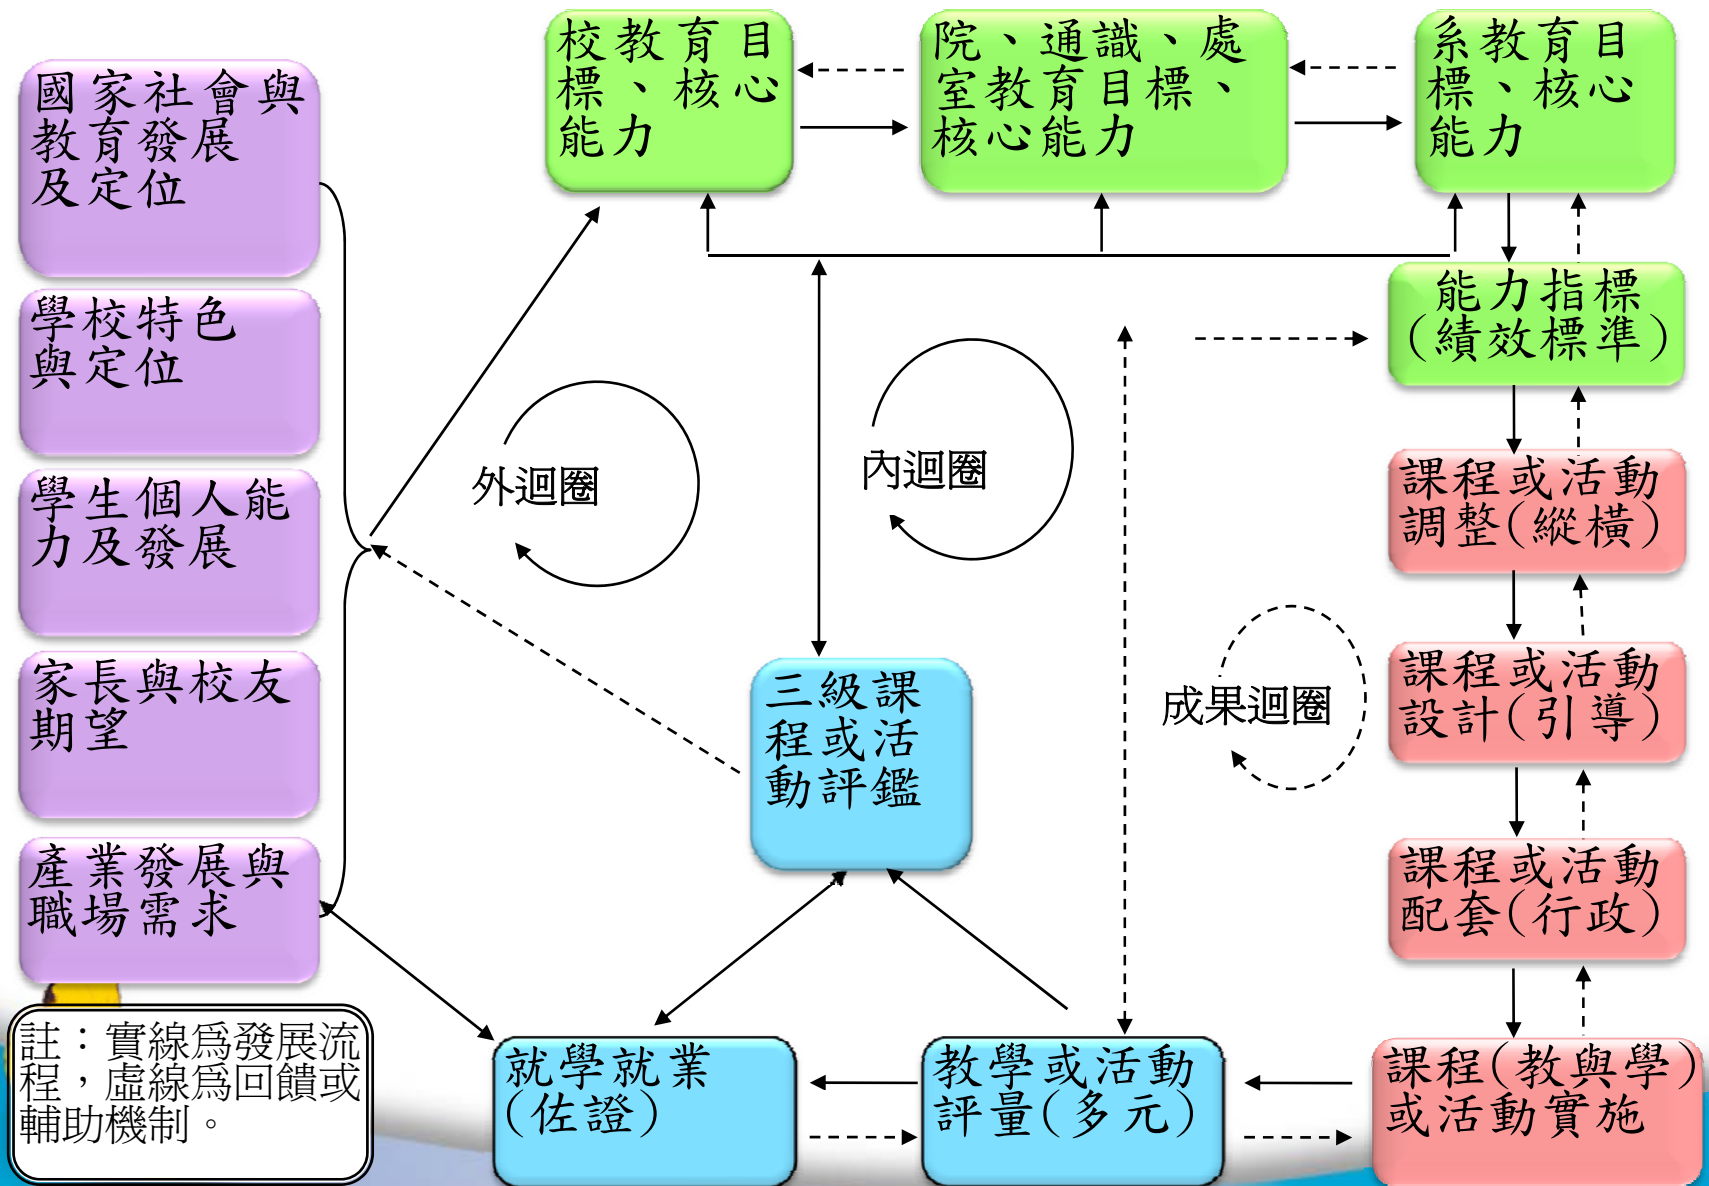 國家社會與
教育發展
及定位
學校特色
與定位
學生個人能
力及發展
家長與校友
期望
產業發展與
職場需求
註：實線為發展流
程，虛線為回饋或
輔助機制。
校教育目
標、核心
能力
院、通識、處
室教育目標、
核心能力
系教育目
標、核心
能力
能力指標
(績效標準)
課程或活動
調整(縱橫)
課程或活動
設計(引導)
課程或活動
配套(行政)
課程(教與學)
或活動實施
教學或活動
評量(多元)
就學就業
(佐證)
三級課
程或活
動評鑑
外迴圈
內迴圈
成果迴圈